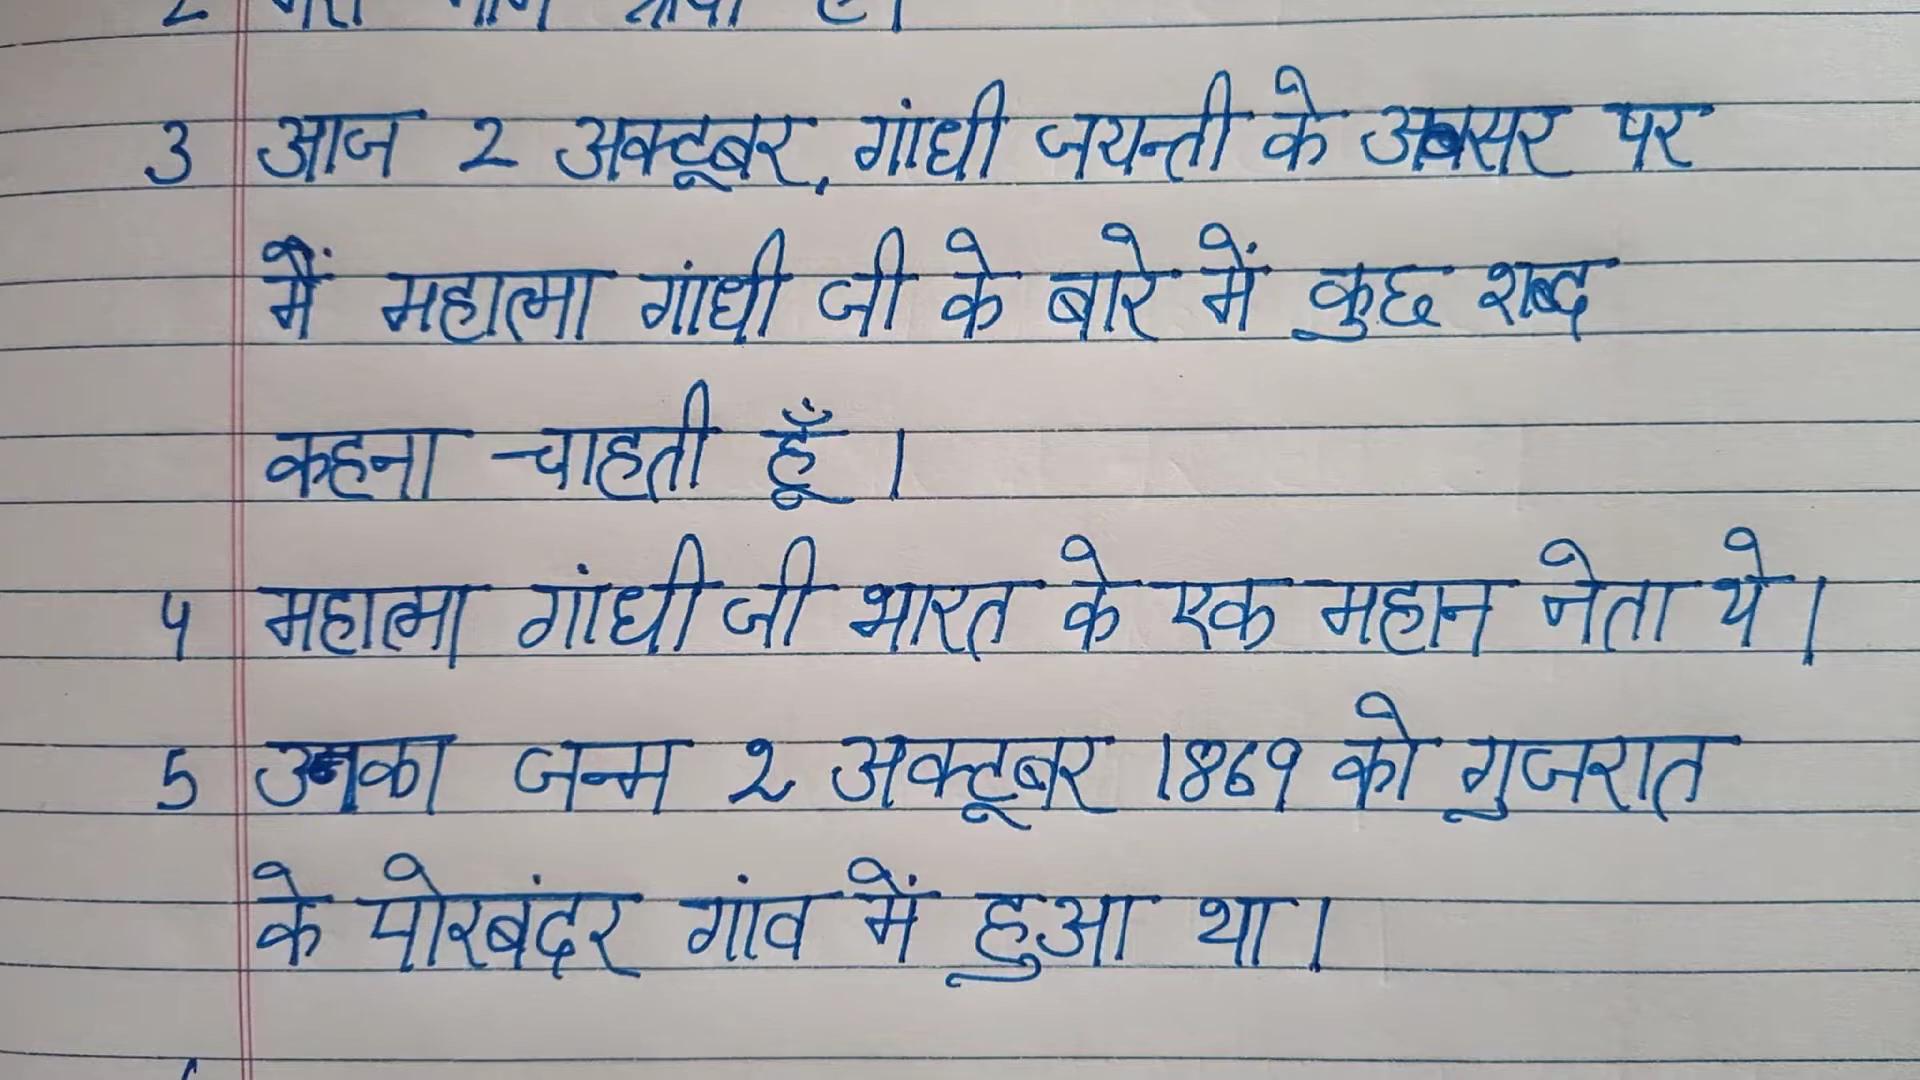 2 मेरा नाम
3 आज 2 अक्टूबर, गांधी जयन्ती के अवसर पर
मैं महात्मा गांधी जी के बारे में कुछ शब्द
कहना चाहती हूँ।
4 महात्मा गांधी जी भारत के एक महान नेता थे।
5 उनका जन्म 2 अक्टूबर 1869 को गुजरात
के पोरबंदर गांव में हुआ था।